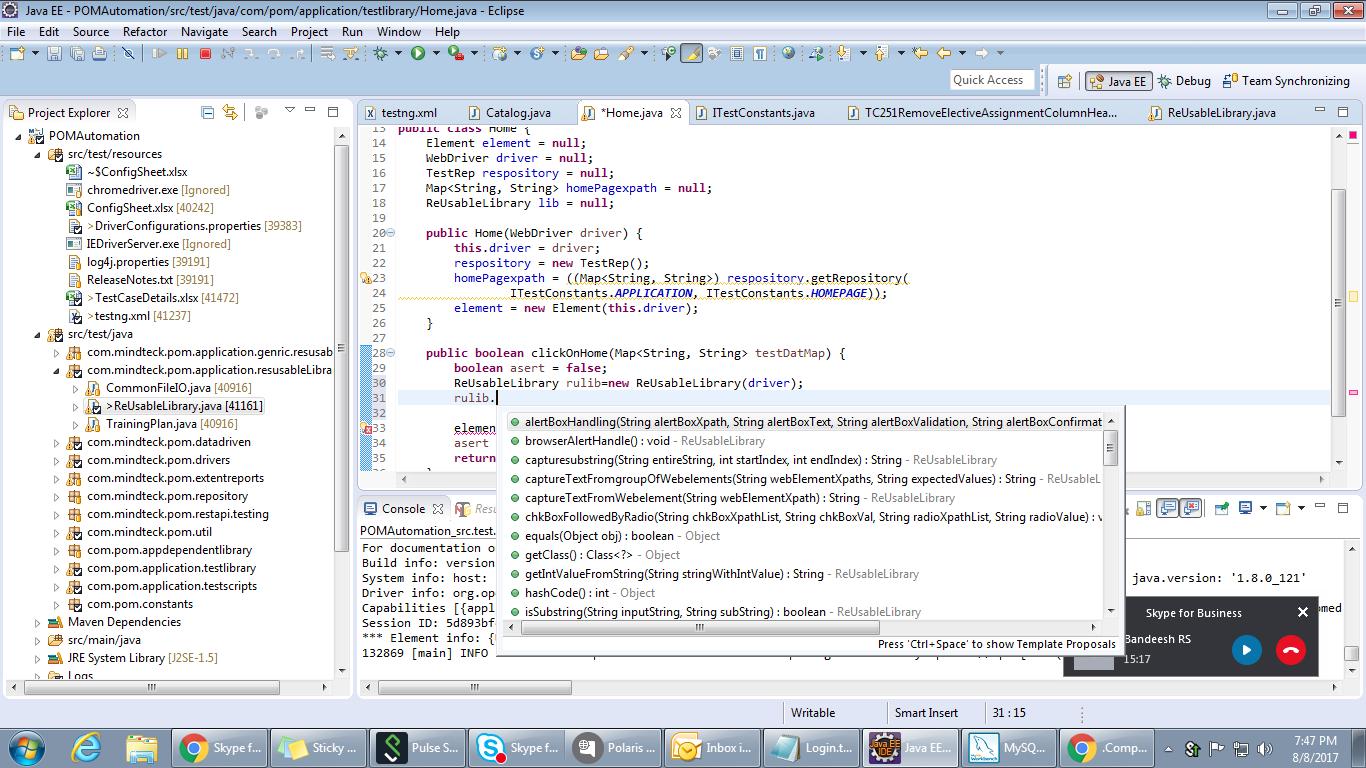 Java EE - POMAutomation/src/test/java/com/pom/application/testlibrary/Home.java - Eclipse
File Edit Source Refactor Navigate Search Project Run Window Help
Quick Access
Java EE
Debug
Team Synchronizing
Project Explorer
POMAutomation
src/test/resources
~$ConfigSheet.xlsx
chromedriver.exe [Ignored]
ConfigSheet.xlsx [40242]
>DriverConfigurations.properties [39383]
IEDriverServer.exe [Ignored]
log4j.properties [39191]
ReleaseNotes.txt [39191]
>TestCaseDetails.xlsx [41472]
>testng.xml [41237]
src/test/java
com.mindteck.pom.application.genric.resusab
com.mindteck.pom.application.resusableLibra
CommonFileIO.java [40916]
>ReUsableLibrary.java [41161]
TrainingPlan.java [40916]
com.mindteck.pom.datadriven
com.mindteck.pom.drivers
com.mindteck.pom.extentreports
com.mindteck.pom.repository
com.mindteck.pom.restapi.testing
com.mindteck.pom.util
com.pom.appdependentlibrary
com.pom.application.testlibrary
com.pom.application.testscripts
com.pom.constants
Maven Dependencies
src/main/java
JRE System Library [J2SE-1.5]
Logs
testng.xml
Catalog.java
*Home.java
ITestConstants.java
TC251RemoveElectiveAssignmentColumnHea...
ReUsableLibrary.java
13 public class Home {
14 Element element = null;
15 WebDriver driver = null;
16 TestRep respository = null;
17 Map<String, String> homePagexpath = null;
18 ReUsableLibrary lib = null;
19
20 public Home(WebDriver driver) {
21 this.driver = driver;
22 respository = new TestRep();
23 homePagexpath = ((Map<String, String>) respository.getRepository(
24 ITestConstants.APPLICATION, ITestConstants.HOMEPAGE));
25 element = new Element(this.driver);
26 }
27
28 public boolean clickOnHome(Map<String, String> testDatMap) {
29 boolean asert = false;
30 ReUsableLibrary rulib=new ReUsableLibrary(driver);
31 rulib.
32
33 elemen
34 asert
35 return
36
alertBoxHandling(String alertBoxXpath, String alertBoxText, String alertBoxValidation, String alertBoxConfirmat
browserAlertHandle() : void - ReUsableLibrary
capturesubstring(String entireString, int startIndex, int endIndex) : String - ReUsableLibrary
captureTextFromgroupOfWebelements(String webElementXpaths, String expectedValues) : String - ReUsableL
captureTextFromWebelement(String webElementXPath) : String - ReUsableLibrary
chkBoxFollowedByRadio(String chkBoxXpathList, String chkBoxVal, String radioXpathList, String radioValue) : v
equals(Object obj) : boolean - Object
getClass() : Class<?> - Object
getIntValueFromString(String stringWithIntValue) : String - ReUsableLibrary
hashCode() : int - Object
isSubstring(String inputString, String subString) : boolean - ReUsableLibrary
Press 'Ctrl+Space' to show Template Proposals
Console
Resu
POMAutomation_src.test.
For documentation o
Build info: version
System info: host:
java.version: '1.8.0_121'
Driver info: org.op
Capabilities [{appl
Session ID: 5d893bf
*** Element info: {
132869 [main] INFO
Skype for Business
Bandeesh RS
15:17
Writable
Smart Insert
31 : 15
Skype f...
Sticky ...
Pulse S...
Skype f...
Polaris ...
Inbox i...
Login.t...
Java EE...
MySQ...
.Comp...
7:47 PM
8/8/2017